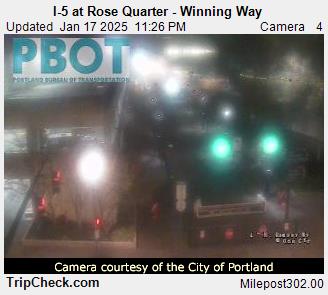 I-5 at Rose Quarter - Winning Way
Updated Jan 17 2025 11:26 PM Camera 4
PBOT
PORTLAND BUREAU OF TRANSPORTATION
Camera courtesy of the City of Portland
TripCheck.com Milepost302.00